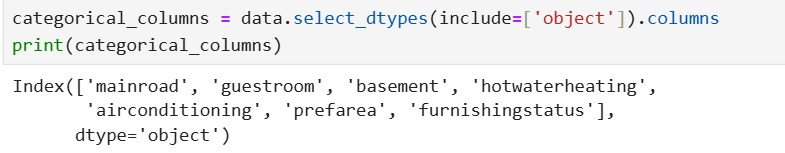 categorical_columns = data.select_dtypes(include=['object']).columns
print(categorical_columns)
Index(['mainroad', 'guestroom', 'basement', 'hotwaterheating',
       'airconditioning', 'prefarea', 'furnishingstatus'],
      dtype='object')